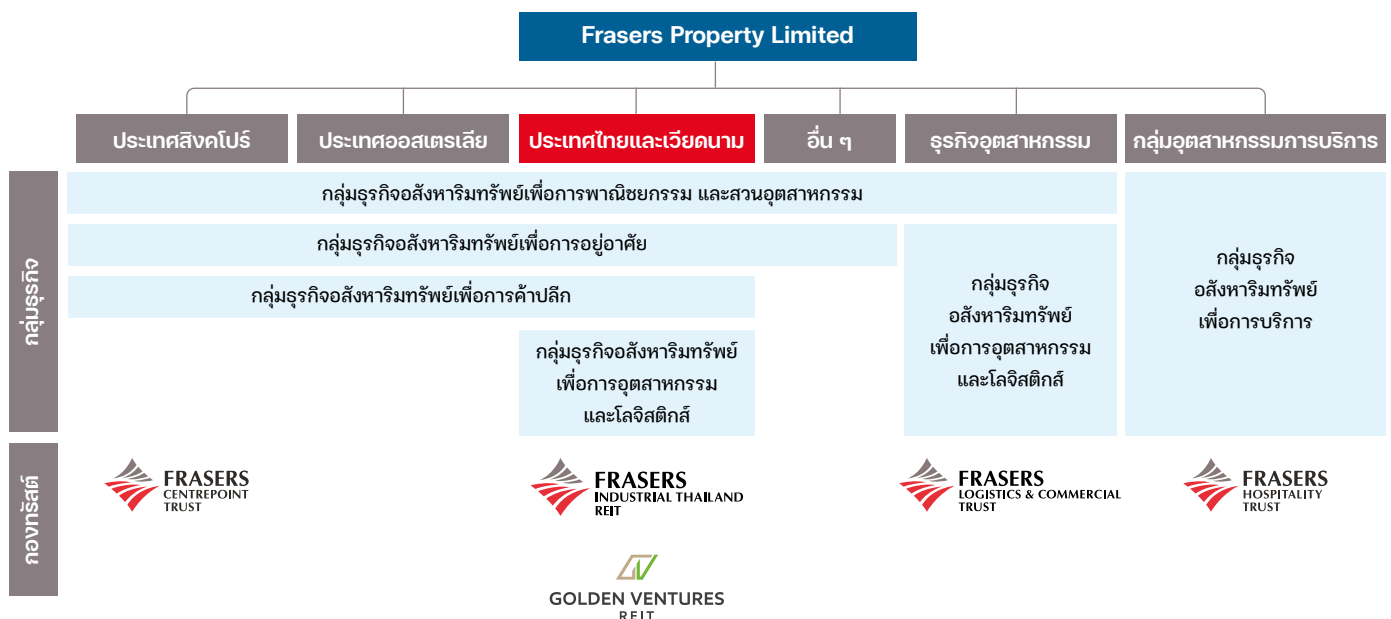 Frasers Property Limited
ประเทศสิงคโปร์
ประเทศออสเตรเลีย
ประเทศไทยและเวียดนาม
อื่น ๆ
ธุรกิจอุตสาหกรรม
กลุ่มอุตสาหกรรมการบริการ
กลุ่มธุรกิจ
กลุ่มธุรกิจอสังหาริมทรัพย์เพื่อการพาณิชยกรรม และสวนอุตสาหกรรม
กลุ่มธุรกิจอสังหาริมทรัพย์เพื่อการอยู่อาศัย
กลุ่มธุรกิจอสังหาริมทรัพย์เพื่อการค้าปลีก
กลุ่มธุรกิจอสังหาริมทรัพย์
เพื่อการอุตสาหกรรม
และโลจิสติกส์
กลุ่มธุรกิจ
อสังหาริมทรัพย์
เพื่อการอุตสาหกรรม
และโลจิสติกส์
กลุ่มธุรกิจ
อสังหาริมทรัพย์
เพื่อการบริการ
กองทรัสต์
FRASERS
CENTREPOINT
TRUST
FRASERS
INDUSTRIAL THAILAND
REIT
FRASERS
LOGISTICS & COMMERCIAL
TRUST
FRASERS
HOSPITALITY
TRUST
GOLDEN VENTURES
REIT